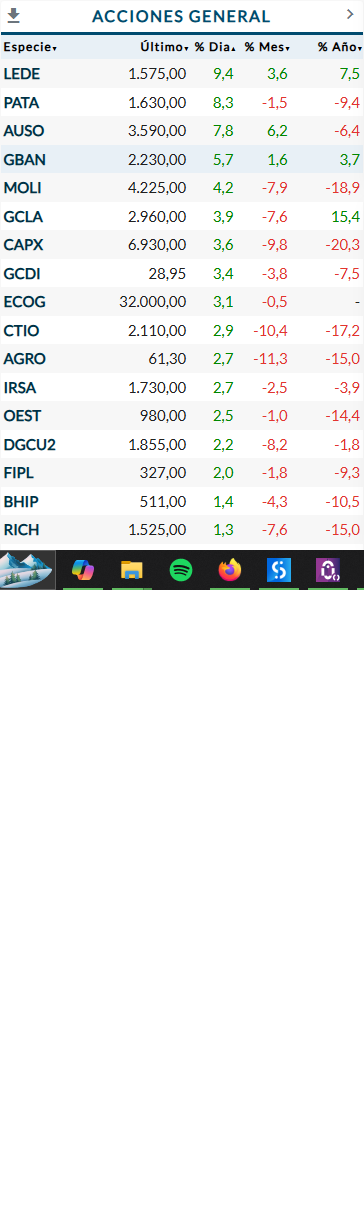 ACCIONES GENERAL
Especie▾ Último▾ % Dia▴ % Mes▾ % Año▾
LEDE 1.575,00 9,4 3,6 7,5
PATA 1.630,00 8,3 -1,5 -9,4
AUSO 3.590,00 7,8 6,2 -6,4
GBAN 2.230,00 5,7 1,6 3,7
MOLI 4.225,00 4,2 -7,9 -18,9
GCLA 2.960,00 3,9 -7,6 15,4
CAPX 6.930,00 3,6 -9,8 -20,3
GCDI 28,95 3,4 -3,8 -7,5
ECOG 32.000,00 3,1 -0,5 -
CTIO 2.110,00 2,9 -10,4 -17,2
AGRO 61,30 2,7 -11,3 -15,0
IRSA 1.730,00 2,7 -2,5 -3,9
OEST 980,00 2,5 -1,0 -14,4
DGCU2 1.855,00 2,2 -8,2 -1,8
FIPL 327,00 2,0 -1,8 -9,3
BHIP 511,00 1,4 -4,3 -10,5
RICH 1.525,00 1,3 -7,6 -15,0